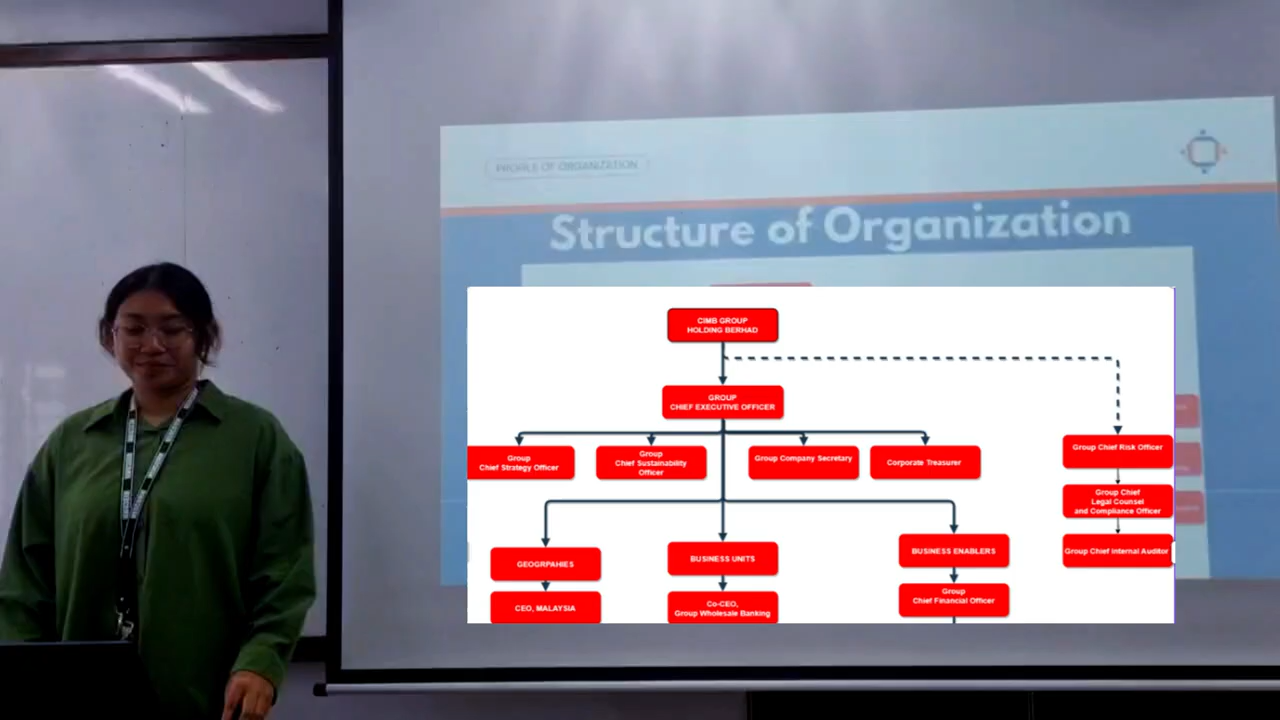 PROFILE OF ORGANIZATION
Structure of Organization
CIMB GROUP
HOLDING BERHAD
GROUP
CHIEF EXECUTIVE OFFICER
Group
Chief Strategy Officer
Group
Chief Sustainability
Officer
Group Company Secretary
Corporate Treasurer
Group Chief Risk Officer
Group Chief
Legal Counsel
and Compliance Officer
Group Chief Internal Auditor
GEOGRPAHIES
CEO, MALAYSIA
BUSINESS UNITS
Co-CEO,
Group Wholesale Banking
BUSINESS ENABLERS
Group
Chief Financial Officer